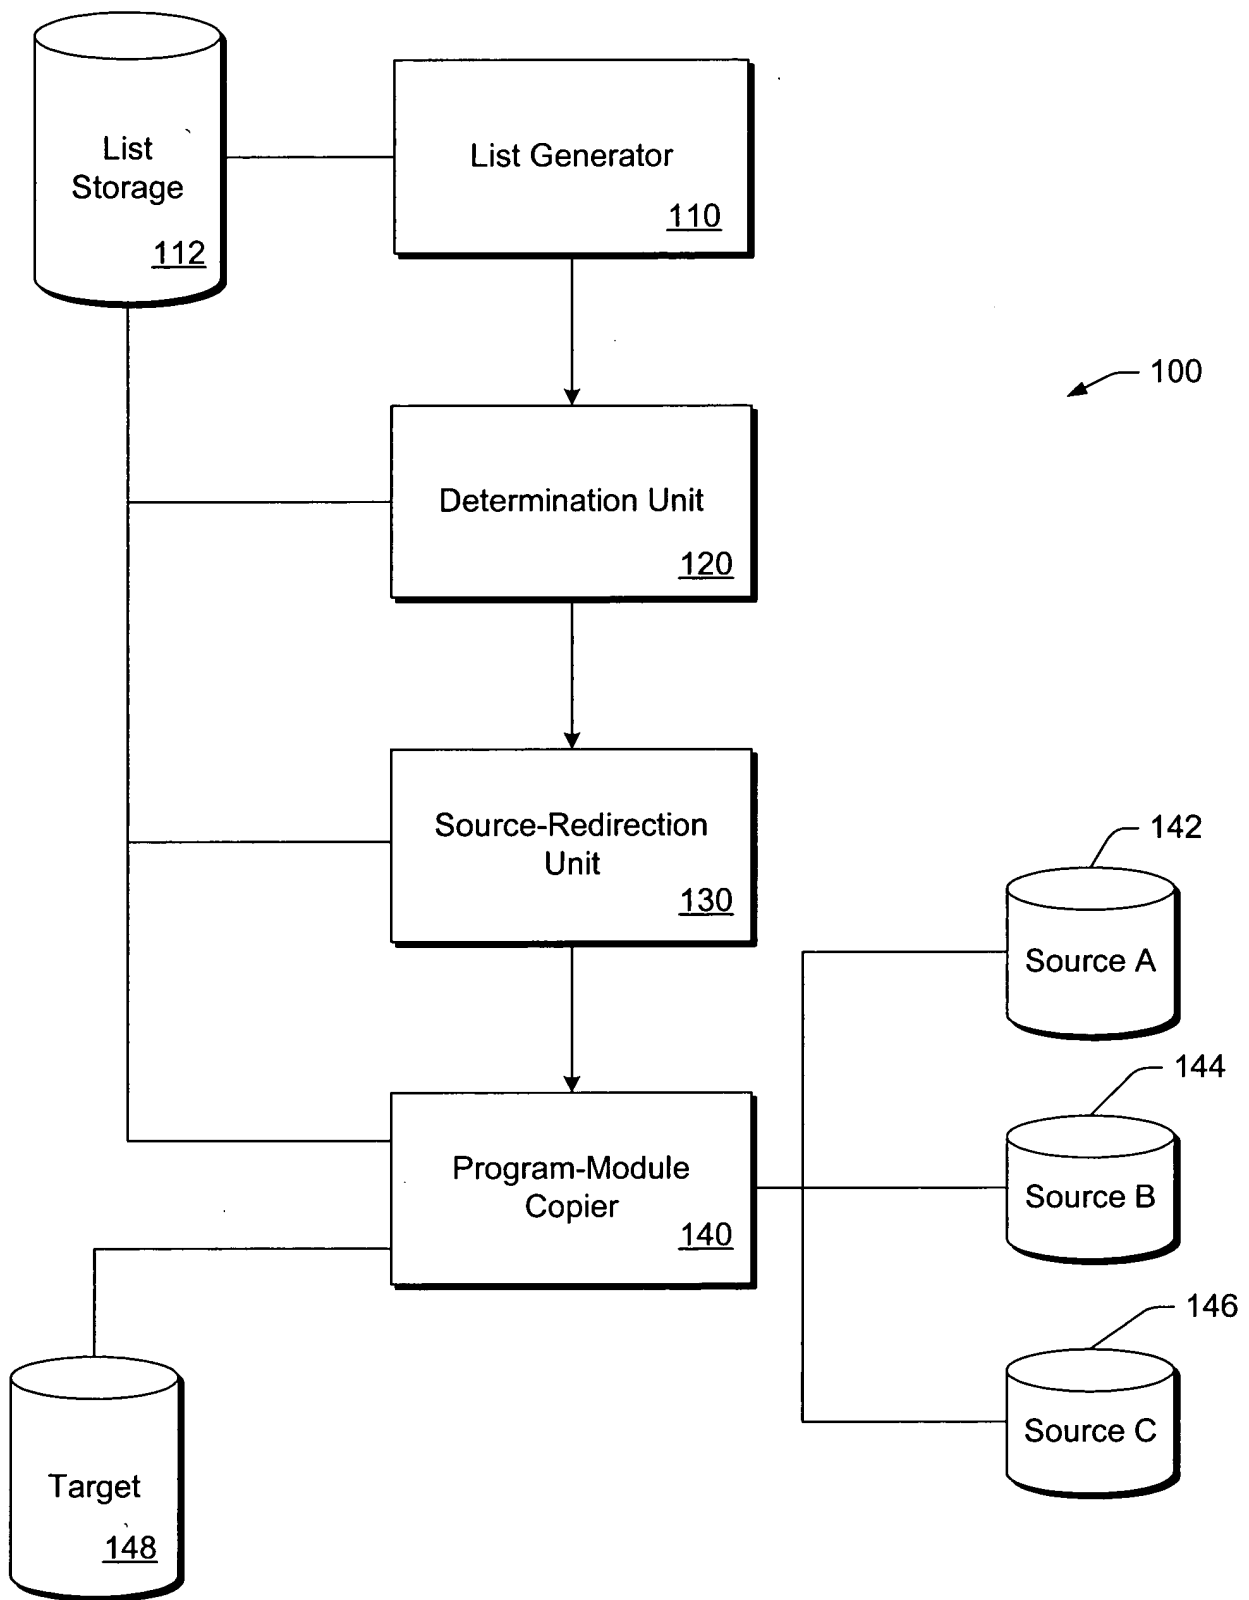 List
Storage
112
List Generator
110
100
Determination Unit
120
Source-Redirection
Unit
130
142
Source A
144
Source B
Program-Module
Copier
140
146
Source C
Target
148